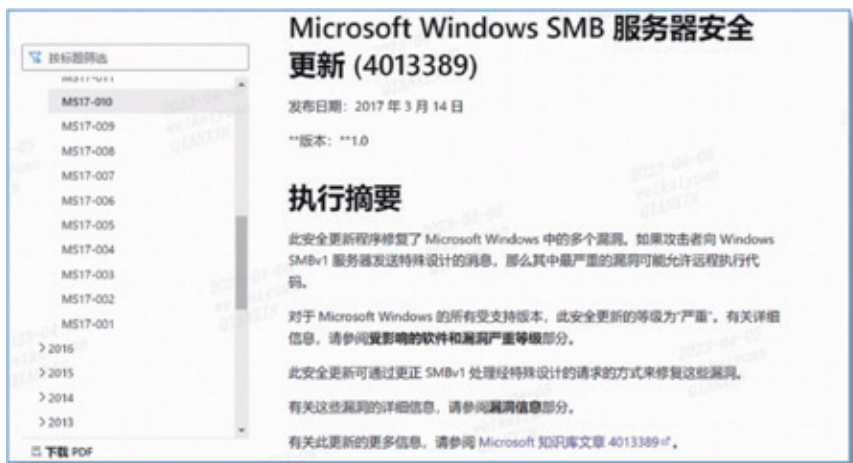 按标题筛选
MS17-011
MS17-010
MS17-009
MS17-008
MS17-007
MS17-006
MS17-005
MS17-004
MS17-003
MS17-002
MS17-001
2016
2015
2014
2013
下载 PDF
Microsoft Windows SMB 服务器安全
更新 (4013389)
发布日期：2017 年 3 月 14 日
**版本：**1.0
执行摘要
此安全更新程序修复了 Microsoft Windows 中的多个漏洞。如果攻击者向 Windows
SMBv1 服务器发送特殊设计的消息，那么其中最严重的漏洞可能允许远程执行代
码。
对于 Microsoft Windows 的所有受支持版本，此安全更新的等级为“严重”。有关详细
信息，请参阅受影响的软件和漏洞严重等级部分。
此安全更新可通过更正 SMBv1 处理经特殊设计的请求的方式来修复这些漏洞。
有关这些漏洞的详细信息，请参阅漏洞信息部分。
有关此更新的更多信息，请参阅 Microsoft 知识库文章 4013389。